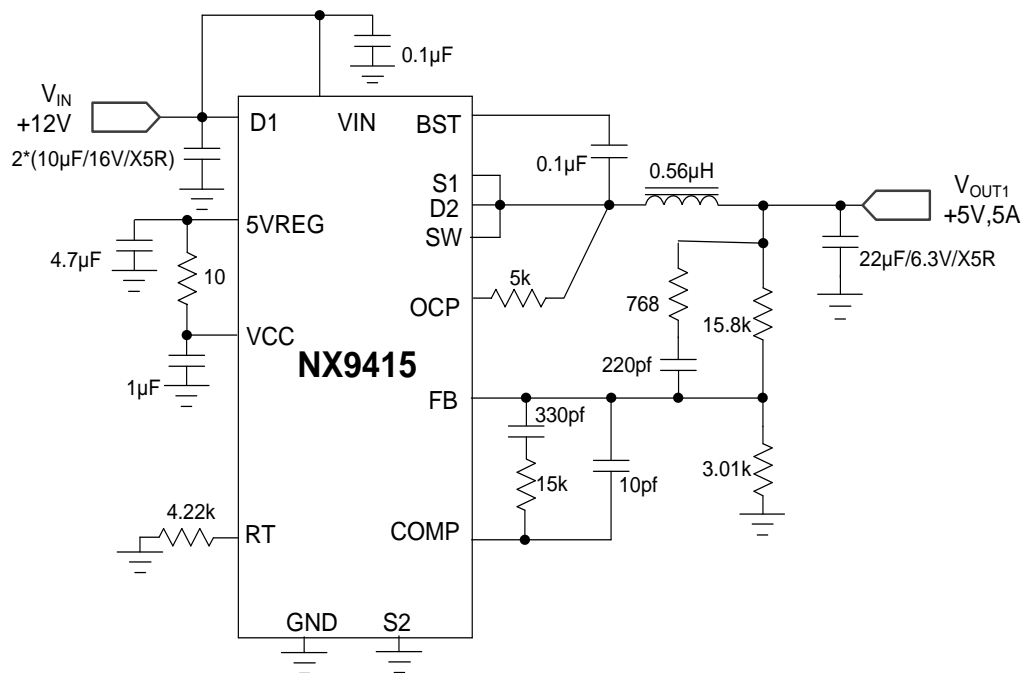 0.1µF
V_IN
+12V
D1
VIN
BST
2*(10µF/16V/X5R)
0.1µF
S1
D2
SW
0.56µH
V_OUT1
+5V,5A
5VREG
4.7µF
10
5k
OCP
22µF/6.3V/X5R
768
15.8k
VCC
NX9415
1µF
220pf
FB
330pf
15k
10pf
3.01k
4.22k
RT
COMP
GND
S2